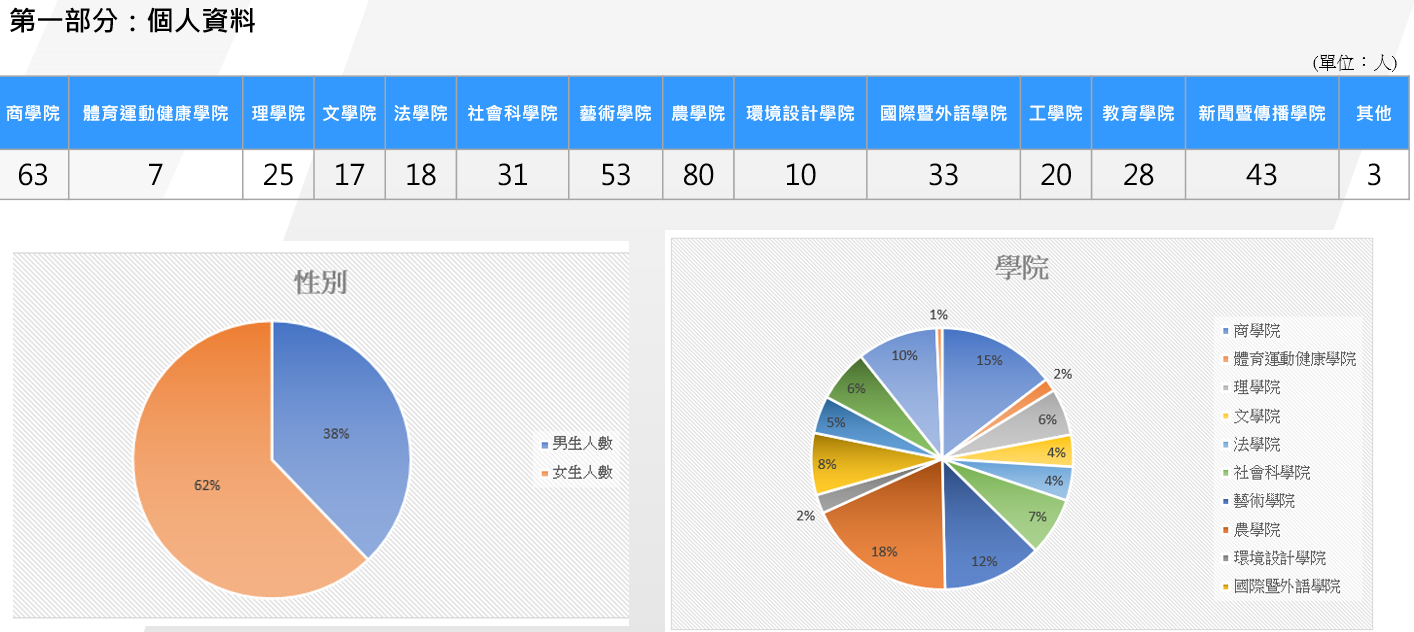 第一部分：個人資料
(單位：人)
商學院 體育運動健康學院 理學院 文學院 法學院 社會科學院 藝術學院 農學院 環境設計學院 國際暨外語學院 工學院 教育學院 新聞暨傳播學院 其他
63 7 25 17 18 31 53 80 10 33 20 28 43 3
性別
38%
62%
男生人數
女生人數
學院
1%
15%
2%
6%
4%
4%
7%
12%
18%
2%
8%
5%
6%
10%
商學院
體育運動健康學院
理學院
文學院
法學院
社會科學院
藝術學院
農學院
環境設計學院
國際暨外語學院